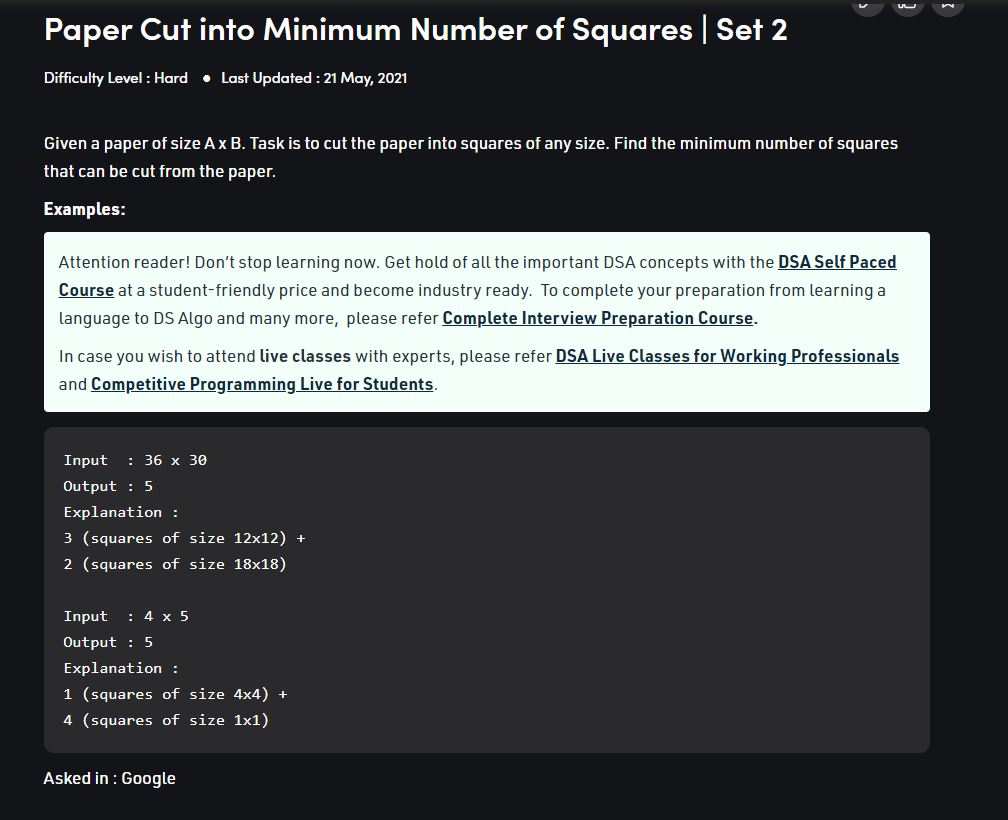 Paper Cut into Minimum Number of Squares | Set 2
Difficulty Level : Hard ● Last Updated : 21 May, 2021
Given a paper of size A x B. Task is to cut the paper into squares of any size. Find the minimum number of squares
that can be cut from the paper.
Examples:
Attention reader! Don’t stop learning now. Get hold of all the important DSA concepts with the DSA Self Paced
Course at a student-friendly price and become industry ready.  To complete your preparation from learning a
language to DS Algo and many more,  please refer Complete Interview Preparation Course.
In case you wish to attend live classes with experts, please refer DSA Live Classes for Working Professionals
and Competitive Programming Live for Students.
Input  : 36 x 30
Output : 5
Explanation :
3 (squares of size 12x12) +
2 (squares of size 18x18)
Input  : 4 x 5
Output : 5
Explanation :
1 (squares of size 4x4) +
4 (squares of size 1x1)
Asked in : Google